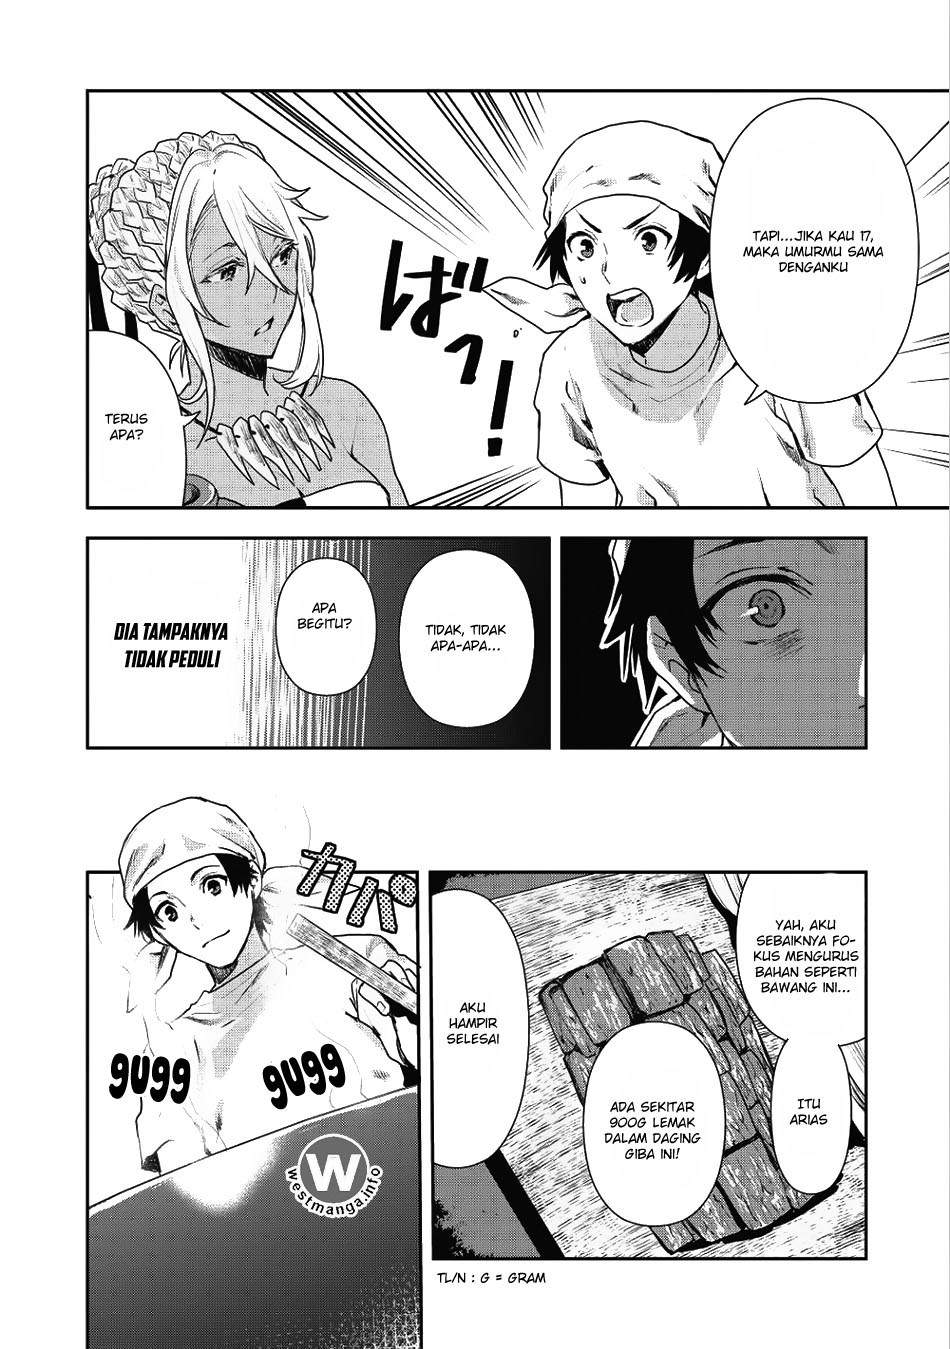 TAPI...JIKA KAU 17,
MAKA UMURMU SAMA
DENGANKU
ばっ!
TERUS
APA?
TIDAK, TIDAK
APA-APA...
APA
BEGITU?
DIA TAMPAKNYA
TIDAK PEDULI
YAH, AKU
SEBAIKNYA FO-
KUS MENGURUS
BAHAN SEPERTI
BAWANG INI...
ITU
ARIAS
ADA SEKITAR
900G LEMAK
DALAM DAGING
GIBA INI!
AKU
HAMPIR
SELESAI
TL/N : G = GRAM
カパ
gugg
gugg
W
westmanga.info